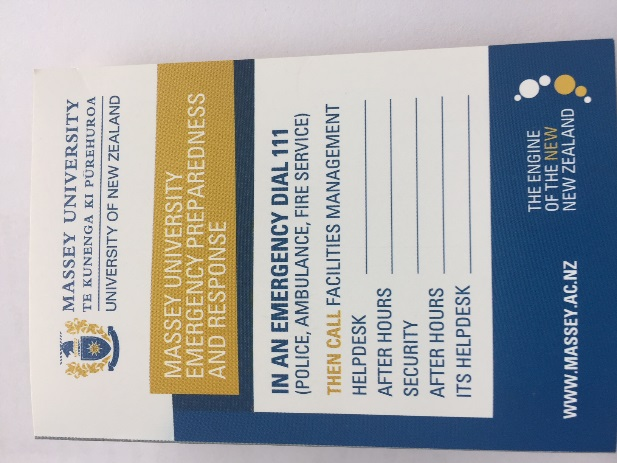 MASSEY UNIVERSITY
TE KUNENGA KI PŪREHUROA
UNIVERSITY OF NEW ZEALAND
MASSEY UNIVERSITY
EMERGENCY PREPAREDNESS
AND RESPONSE
IN AN EMERGENCY DIAL 111
(POLICE, AMBULANCE, FIRE SERVICE)
THEN CALL FACILITIES MANAGEMENT
HELPDESK
AFTER HOURS
SECURITY
AFTER HOURS
ITS HELPDESK
WWW.MASSEY.AC.NZ
THE ENGINE
OF THE NEW
NEW ZEALAND